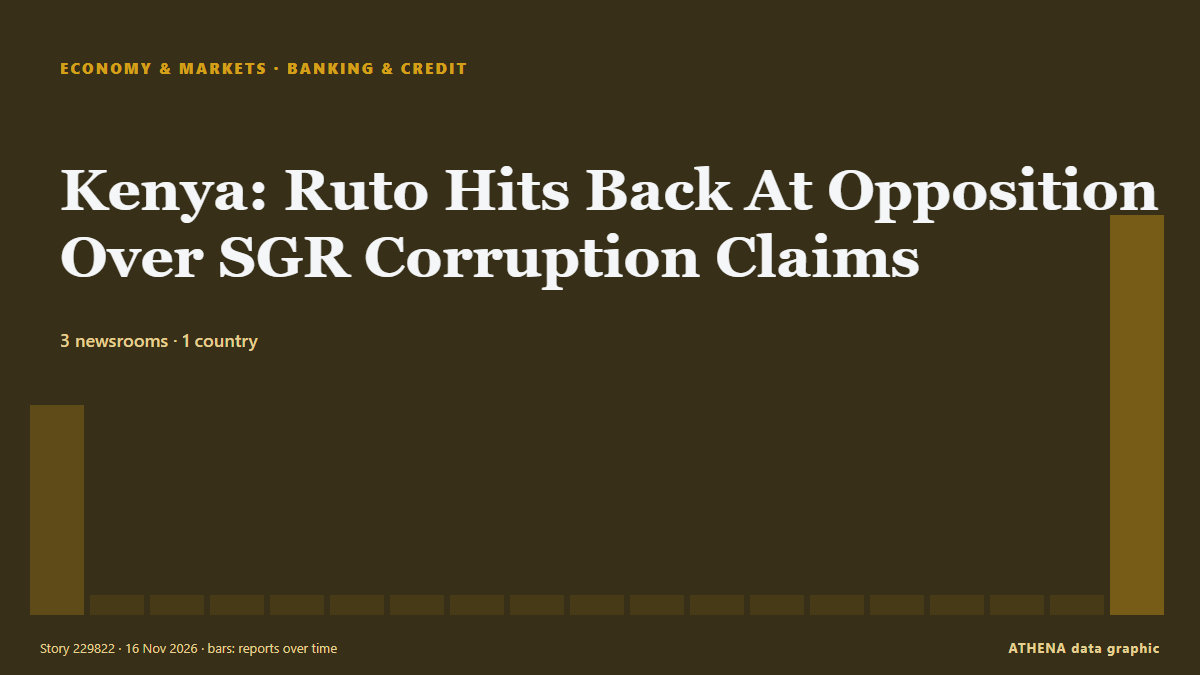 ECONOMY & MARKETS · BANKING & CREDIT
Kenya: Ruto Hits Back At Opposition
Over SGR Corruption Claims
3 newsrooms · 1 country
Story 229822 · 16 Nov 2026 · bars: reports over time
ATHENA data graphic